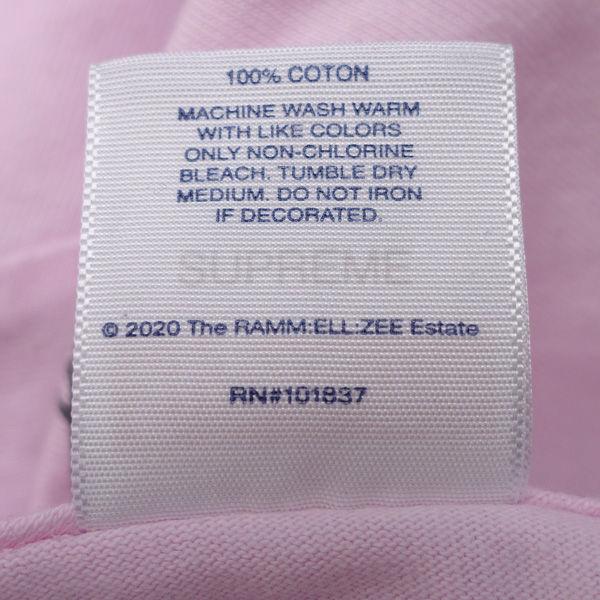 100% COTON
MACHINE WASH WARM
WITH LIKE COLORS
ONLY NON-CHLORINE
BLEACH. TUMBLE DRY
MEDIUM. DO NOT IRON
IF DECORATED.
SUPREME
© 2020 The RAMM:ELL:ZEE Estate
RN#101837